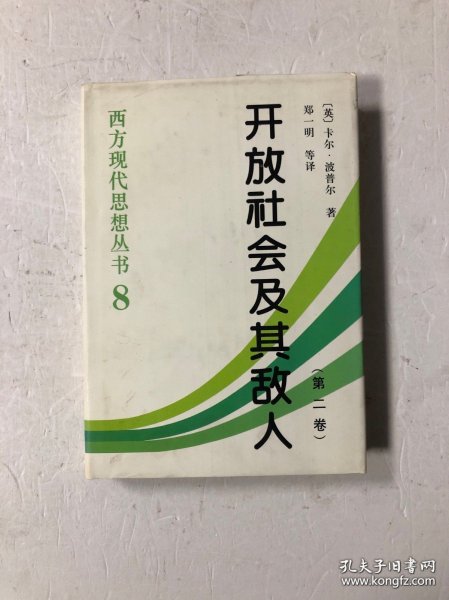 [英] 卡尔·波普尔 著
郑一明 等译
开放社会及其敌人
(第二卷)
西方现代思想丛书 8
孔夫子旧书网
www.kongfz.com